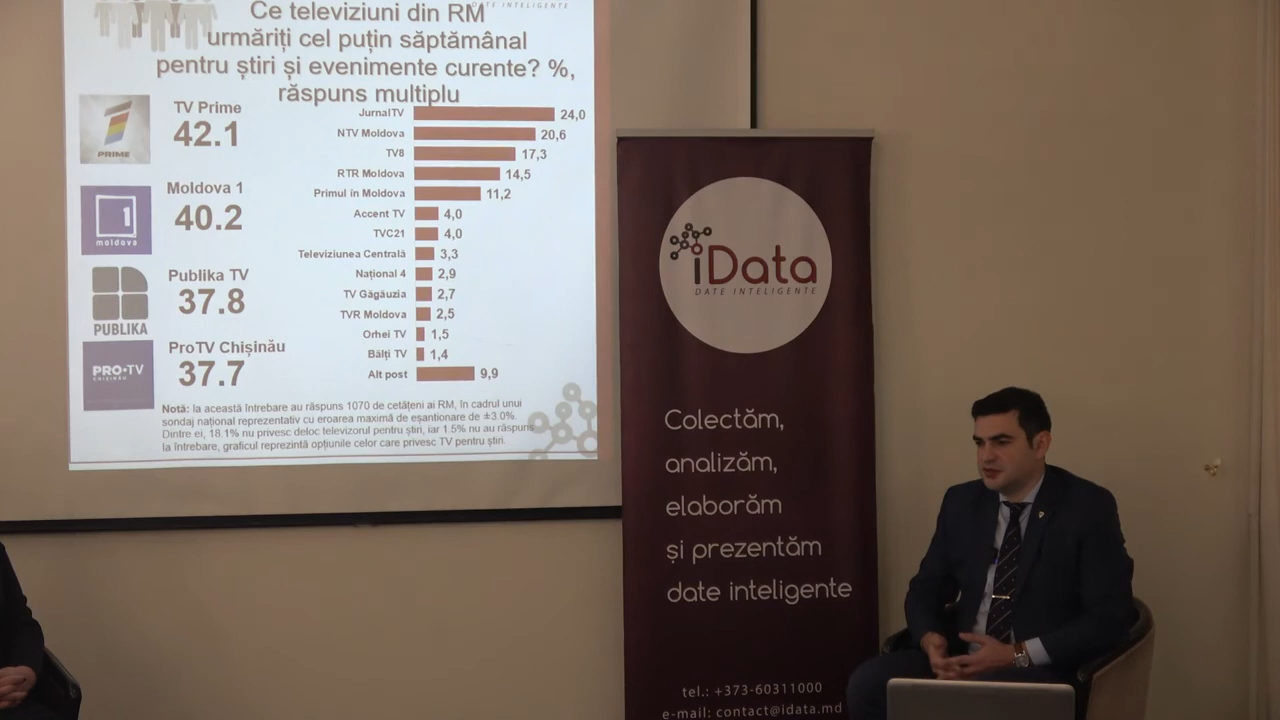 DATE INTELIGENTE
Ce televiziuni din RM
urmăriți cel puțin săptămânal
pentru știri și evenimente curente? %,
răspuns multiplu
PRIME
TV Prime
42.1
1
moldova
Moldova 1
40.2
PUBLIKA
Publika TV
37.8
PRO•TV
CHIȘINĂU
ProTV Chișinău
37.7
JurnalTV 24,0
NTV Moldova 20,6
TV8 17,3
RTR Moldova 14,5
Primul în Moldova 11,2
Accent TV 4,0
TVC21 4,0
Televiziunea Centrală 3,3
Național 4 2,9
TV Găgăuzia 2,7
TVR Moldova 2,5
Orhei TV 1,5
Bălți TV 1,4
Alt post 9,9
Notă: la această întrebare au răspuns 1070 de cetățeni ai RM, în cadrul unui
sondaj național reprezentativ cu eroarea maximă de eșantionare de ±3.0%.
Dintre ei, 18.1% nu privesc deloc televizorul pentru știri, iar 1.5% nu au răspuns
la întrebare, graficul reprezintă opțiunile celor care privesc TV pentru știri.
iData
DATE INTELIGENTE
Colectăm,
analizăm,
elaborăm
și prezentăm
date inteligente
tel.: +373-60311000
e-mail: contact@idata.md